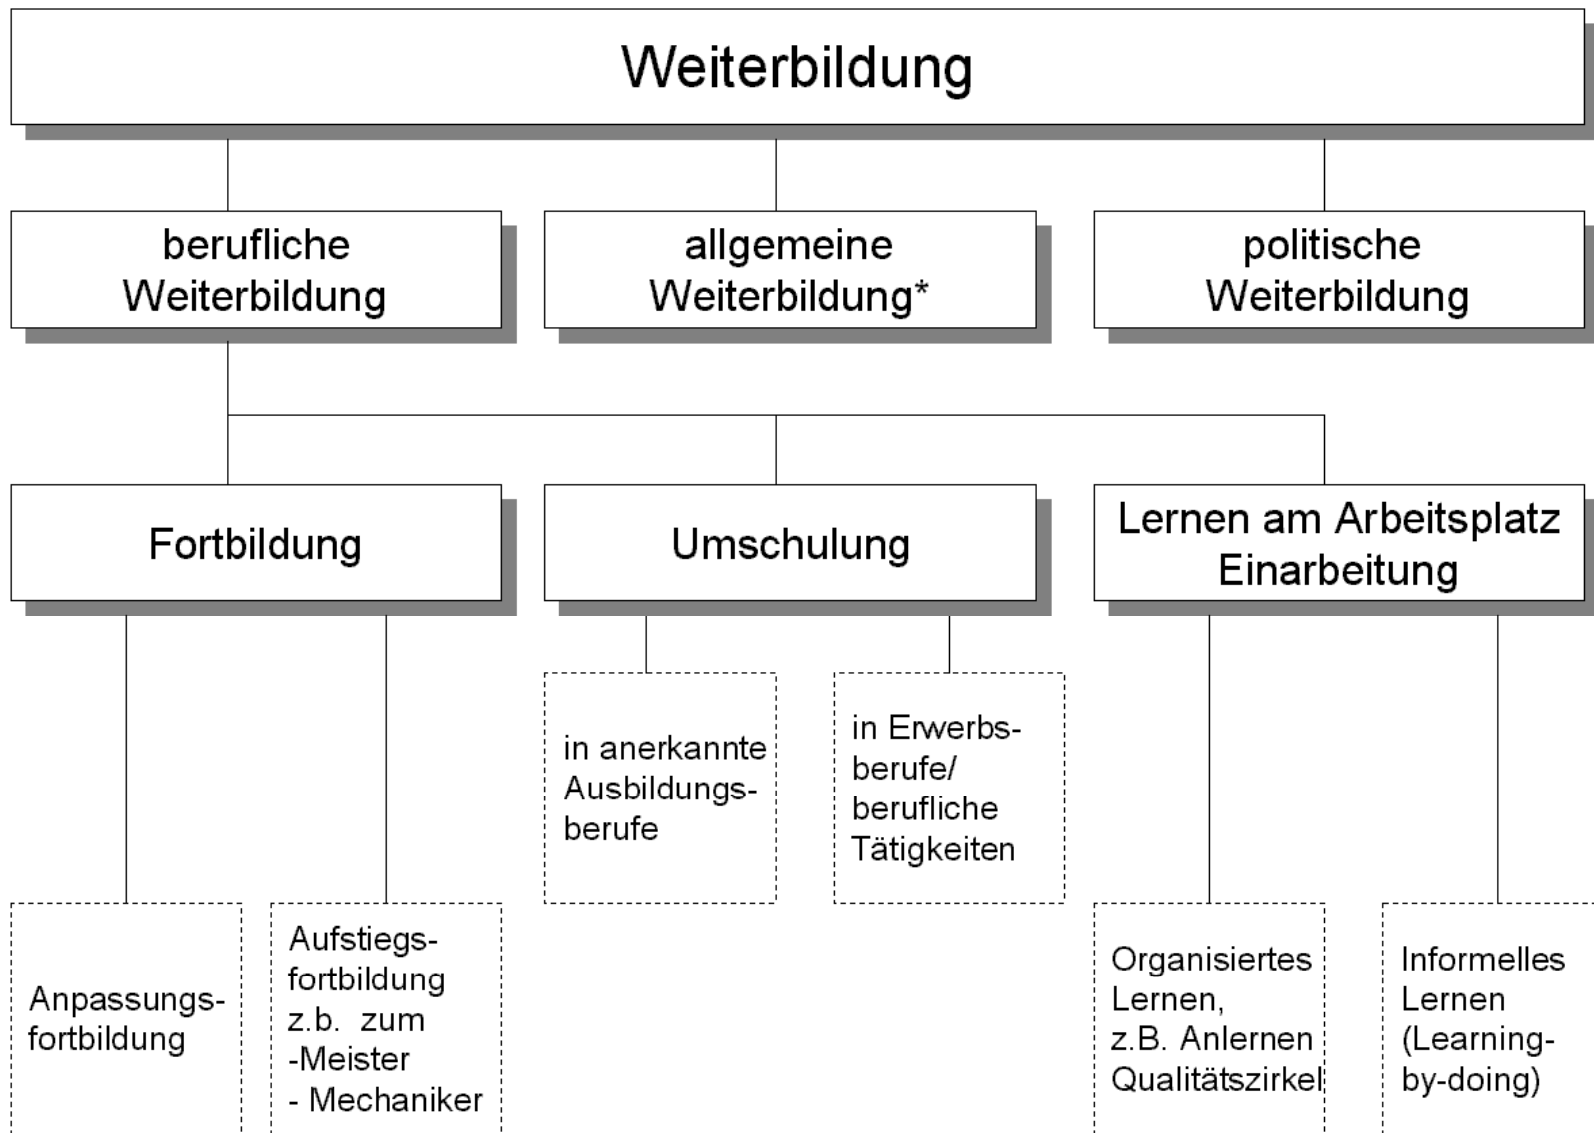 Weiterbildung
berufliche
Weiterbildung
allgemeine
Weiterbildung*
politische
Weiterbildung
Fortbildung
Umschulung
Lernen am Arbeitsplatz
Einarbeitung
in anerkannte
Ausbildungs-
berufe
in Erwerbs-
berufe/
berufliche
Tätigkeiten
Anpassungs-
fortbildung
Aufstiegs-
fortbildung
z.b. zum
-Meister
- Mechaniker
Organisiertes
Lernen,
z.B. Anlernen
Qualitätszirkel
Informelles
Lernen
(Learning-
by-doing)